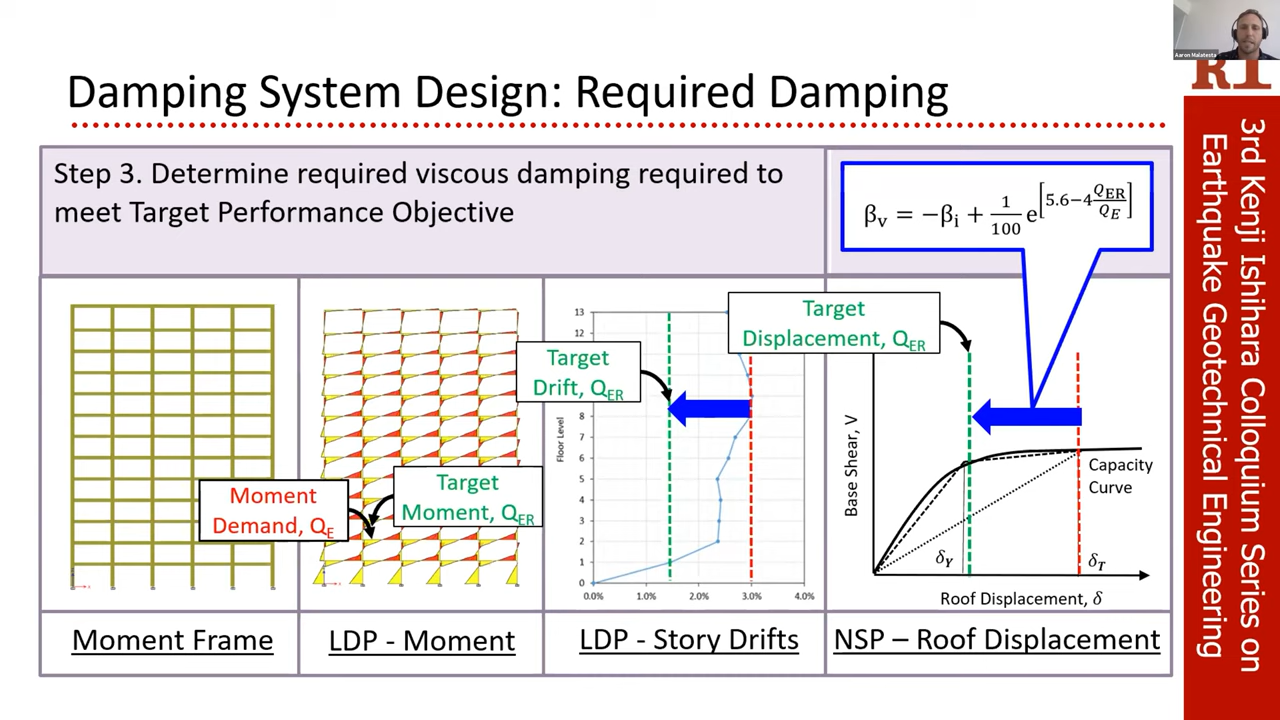 Aaron Malatesta
Damping System Design: Required Damping
Step 3. Determine required viscous damping required to
meet Target Performance Objective
βv = −βi + 1/100 e^[5.6−4 QER/QE]
Target
Displacement, QER
Target
Drift, QER
Moment
Demand, QE
Target
Moment, QER
Floor Level
13
12
8
7
6
5
4
3
2
1
0
0.0% 1.0% 2.0% 3.0% 4.0%
Base Shear, V
Capacity
Curve
δY
δT
Roof Displacement, δ
Moment Frame
LDP - Moment
LDP - Story Drifts
NSP – Roof Displacement
3rd Kenji Ishihara Colloquium Series on
Earthquake Geotechnical Engineering